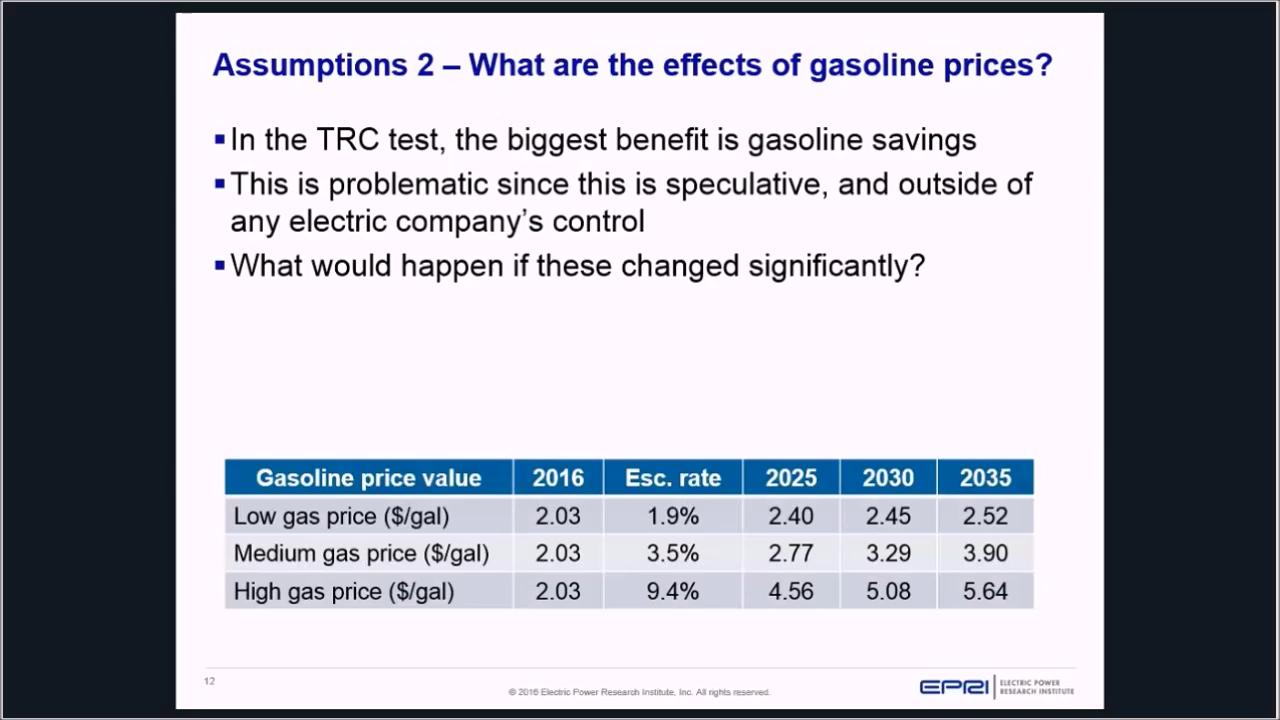 Assumptions 2 – What are the effects of gasoline prices?
▪In the TRC test, the biggest benefit is gasoline savings
▪This is problematic since this is speculative, and outside of
any electric company’s control
▪What would happen if these changed significantly?
Gasoline price value 2016 Esc. rate 2025 2030 2035
Low gas price ($/gal) 2.03 1.9% 2.40 2.45 2.52
Medium gas price ($/gal) 2.03 3.5% 2.77 3.29 3.90
High gas price ($/gal) 2.03 9.4% 4.56 5.08 5.64
12
© 2016 Electric Power Research Institute, Inc. All rights reserved.
EPRI
ELECTRIC POWER
RESEARCH INSTITUTE